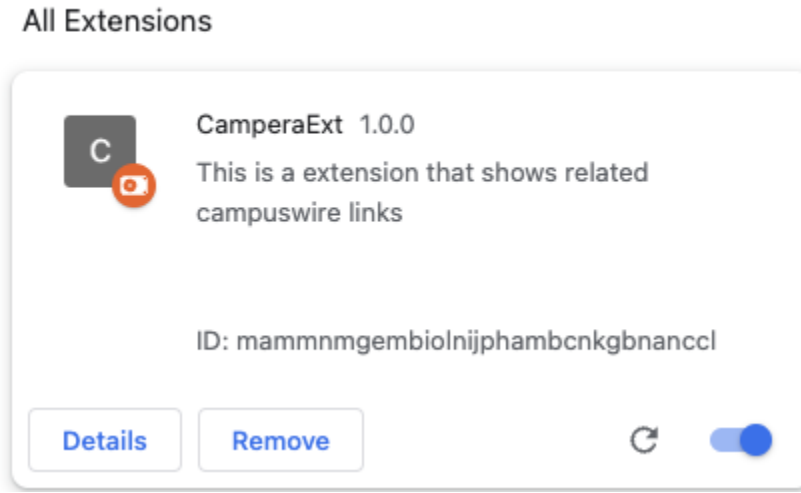 All Extensions
C
CamperaExt 1.0.0
This is a extension that shows related
campuswire links
ID: mammnmgembiolnijphambcnkgbnanccl
Details
Remove